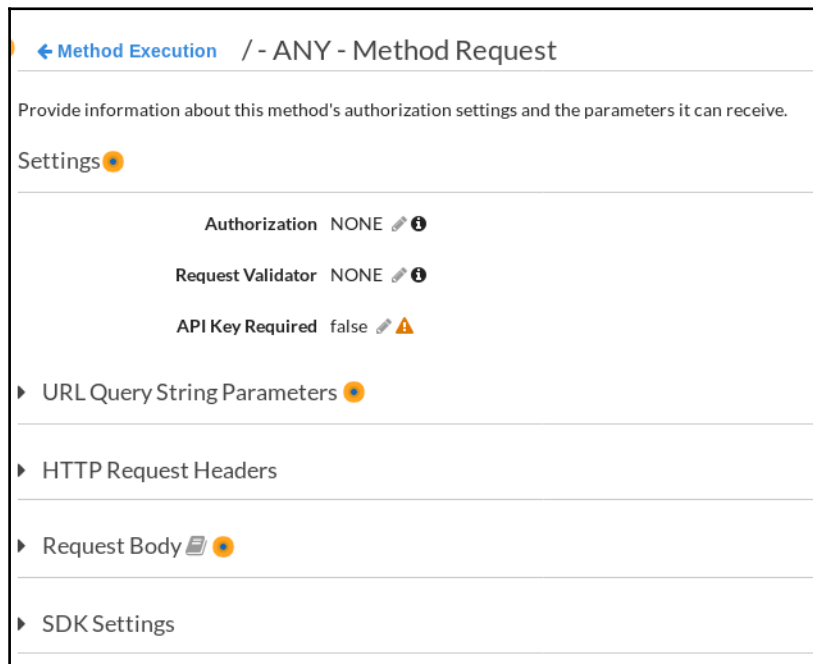 Method Execution / - ANY - Method Request
Provide information about this method's authorization settings and the parameters it can receive.
Settings
Authorization NONE
Request Validator NONE
API Key Required false
URL Query String Parameters
HTTP Request Headers
Request Body
SDK Settings